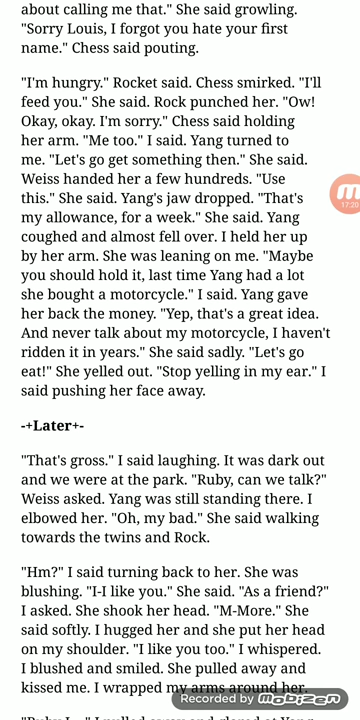 about calling me that." She said growling.
"Sorry Louis, I forgot you hate your first
name." Chess said pouting.
"I'm hungry." Rocket said. Chess smirked. "I'll
feed you." She said. Rock punched her. "Ow!
Okay, okay. I'm sorry." Chess said holding
her arm. "Me too." I said. Yang turned to
me. "Let's go get something then." She said.
Weiss handed her a few hundreds. "Use
this." She said. Yang's jaw dropped. "That's
my allowance, for a week." She said. Yang
coughed and almost fell over. I held her up
by her arm. She was leaning on me. "Maybe
you should hold it, last time Yang had a lot
she bought a motorcycle." I said. Yang gave
her back the money. "Yep, that's a great idea.
And never talk about my motorcycle, I haven't
ridden it in years." She said sadly. "Let's go
eat!" She yelled out. "Stop yelling in my ear." I
said pushing her face away.
-+Later+-
"That's gross." I said laughing. It was dark out
and we were at the park. "Ruby, can we talk?"
Weiss asked. Yang was still standing there. I
elbowed her. "Oh, my bad." She said walking
towards the twins and Rock.
"Hm?" I said turning back to her. She was
blushing. "I-I like you." She said. "As a friend?"
I asked. She shook her head. "M-More." She
said softly. I hugged her and she put her head
on my shoulder. "I like you too." I whispered.
I blushed and smiled. She pulled away and
kissed me. I wrapped my arms around her.
17:20
Recorded by mobizen